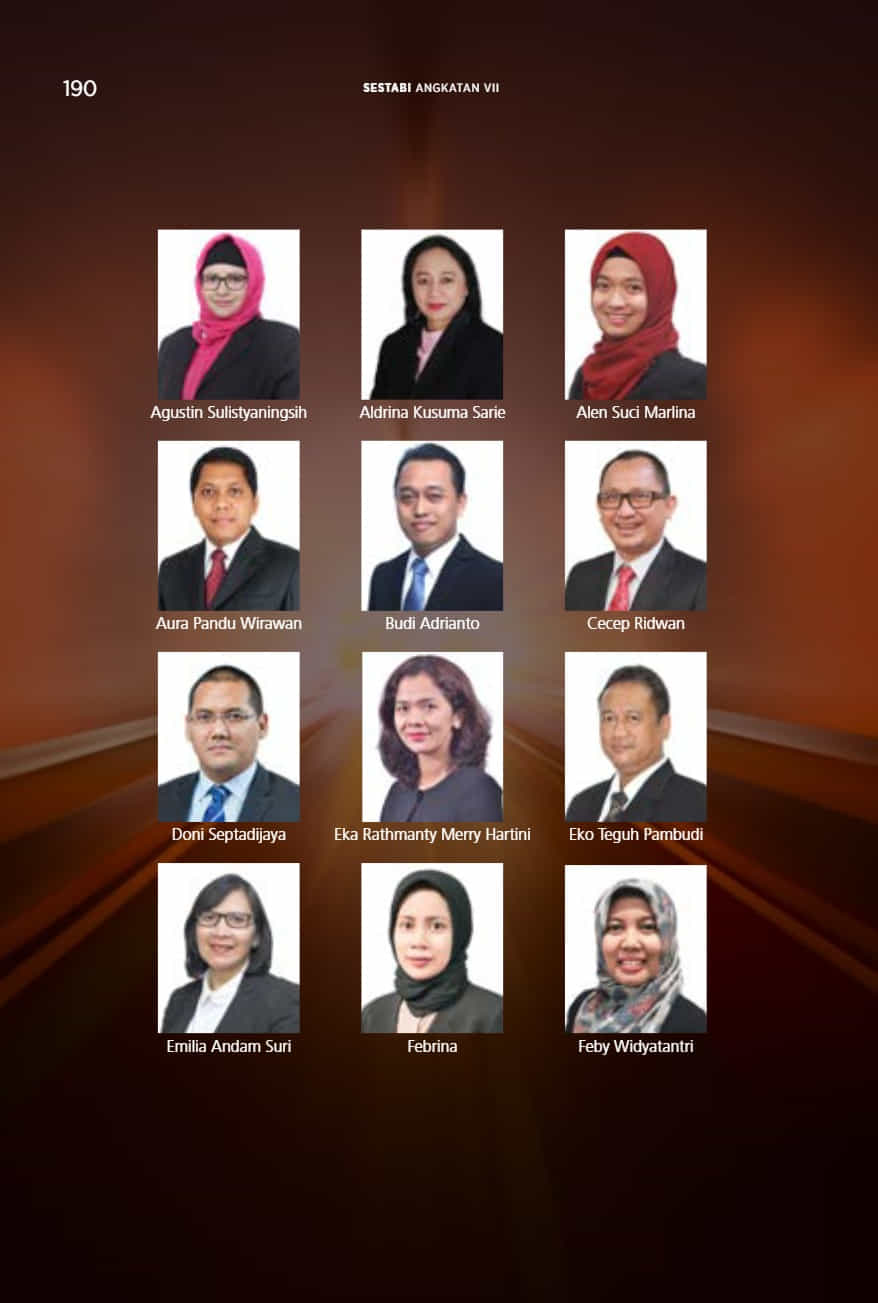 190
SESTABI ANGKATAN VII
Agustin Sulistyaningsih
Aldrina Kusuma Sarie
Alen Suci Marlina
Aura Pandu Wirawan
Budi Adrianto
Cecep Ridwan
Doni Septadijaya
Eka Rathmanty Merry Hartini
Eko Teguh Pambudi
Emilia Andam Suri
Febrina
Feby Widyatantri